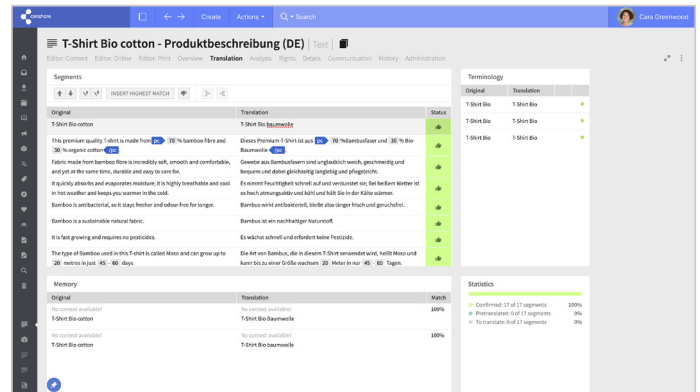 censhare
Create Actions Search Cara Greenwood
T-Shirt Bio cotton - Produktbeschreibung (DE) | Text |
Editor: Content Editor: Online Editor: Print Overview Translation Analysis Rights Details Communication History Administration
Segments
INSERT HIGHEST MATCH
Original Translation Status
T-Shirt Bio cotton T-Shirt Bio baumwolle
This premium quality T-shirt is made from pc 70 % bamboo fibre and Dieses Premium-T-Shirt ist aus pc 70 %Bambusfaser und 30 % Bio-
30 % organic cotton /pc Baumwolle /pc
Fabric made from bamboo fibre is incredibly soft, smooth and comfortable, Gewebe aus Bambusfasern sind unglaublich weich, geschmeidig und
and yet at the same time, durable and easy to care for. bequem und dabei gleichzeitig langlebig und pflegeleicht.
It quickly absorbs and evaporates moisture; it is highly breathable and cool Es nimmt Feuchtigkeit schnell auf und verdunstet sie; Bei heißem Wetter ist
in hot weather and keeps you warmer in the cold. es hoch atmungsaktiv und kühl und hält Sie in der Kälte wärmer.
Bamboo is antibacterial, so it stays fresher and odour free for longer. Bambus wirkt antibakteriell, bleibt also länger frisch und geruchsfrei.
Bamboo is a sustainable natural fabric. Bambus ist ein nachhaltiger Naturstoff.
It is fast growing and requires no pesticides. Es wächst schnell und erfordert keine Pestizide.
The type of Bamboo used in this T-shirt is called Moso and can grow up to Die Art von Bambus, die in diesem T-Shirt verwendet wird, heißt Moso und
20 metres in just 45 - 60 days. kann bis zu einer Größe wachsen 20 Meter in nur 45 - 60 Tagen.
Terminology
Original Translation
T-Shirt Bio T-Shirt Bio
T-Shirt Bio T-Shirt Bio
T-Shirt Bio T-Shirt Bio
Memory
Original Translation Match
No context available! No context available! 100%
T-Shirt Bio cotton T-Shirt Bio Baumwolle
No context available! No context available! 100%
T-Shirt Bio cotton T-Shirt Bio baumwolle
Statistics
Confirmed: 17 of 17 segments 100%
Pretranslated: 0 of 17 segments 0%
To translate: 0 of 17 segments 0%